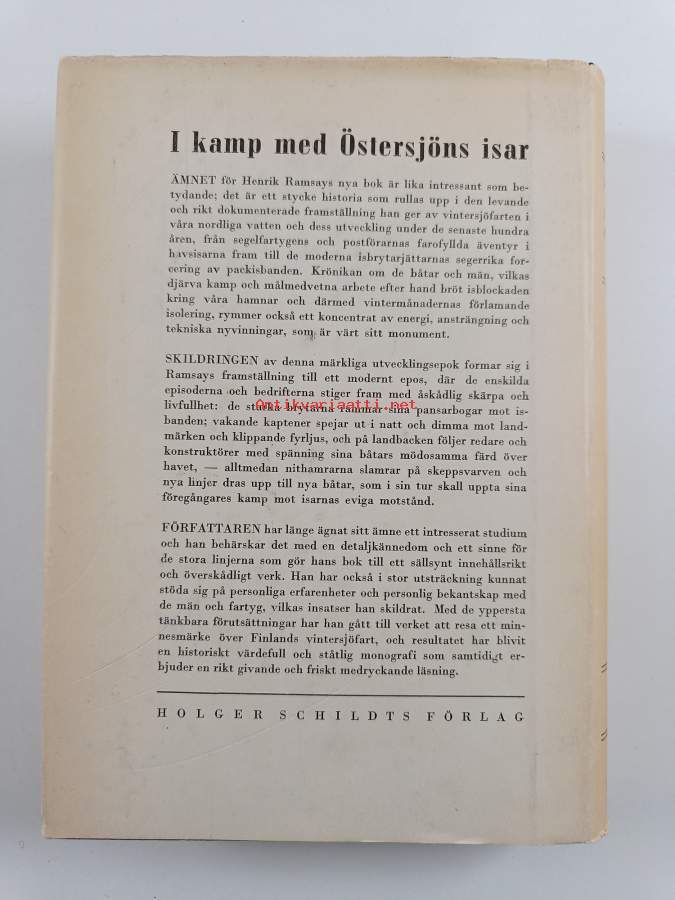 I kamp med Östersjöns isar
ÄMNET för Henrik Ramsays nya bok är lika intressant som be-
tydande; det är ett stycke historia som rullas upp i den levande
och rikt dokumenterade framställning han ger av vintersjöfarten i
våra nordliga vatten och dess utveckling under de senaste hundra
åren, från segelfartygens och postförarnas farofyllda äventyr i
havsisarna fram till de moderna isbrytarjättarnas segerrika for-
cering av packisbanden. Krönikan om de båtar och män, vilkas
djärva kamp och målmedvetna arbete efter hand bröt isblockaden
kring våra hamnar och därmed vintermånadernas förlamande
isolering, rymmer också ett koncentrat av energi, ansträngning och
tekniska nyvinningar, som är värt sitt monument.
SKILDRINGEN av denna märkliga utvecklingsepok formar sig i
Ramsays framställning till ett modernt epos, där de enskilda
episoderna och bedrifterna stiger fram med åskådlig skärpa och
livfullhet: de starka brytarna rammar sina pansarbogar mot is-
Antikvariaatti.net
banden; vakande kaptener spejar ut i natt och dimma mot land-
märken och klippande fyrljus, och på landbacken följer redare och
konstruktörer med spänning sina båtars mödosamma färd över
havet, — alltmedan nithamrarna slamrar på skeppsvarven och
nya linjer dras upp till nya båtar, som i sin tur skall uppta sina
föregångares kamp mot isarnas eviga motstånd.
FÖRFATTAREN har länge ägnat sitt ämne ett intresserat studium
och han behärskar det med en detaljkännedom och ett sinne för
de stora linjerna som gör hans bok till ett sällsynt innehållsrikt
och överskådligt verk. Han har också i stor utsträckning kunnat
stöda sig på personliga erfarenheter och personlig bekantskap med
de män och fartyg, vilkas insatser han skildrat. Med de yppersta
tänkbara förutsättningar har han gått till verket att resa ett min-
nesmärke över Finlands vintersjöfart, och resultatet har blivit
en historiskt värdefull och ståtlig monografi som samtidigt er-
bjuder en rikt givande och friskt medryckande läsning.
HOLGER SCHILDTS FÖRLAG